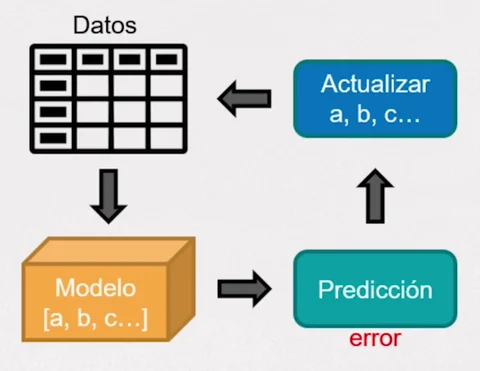 Datos
Actualizar
a, b, c...
Modelo
[a, b, c...]
Predicción
error